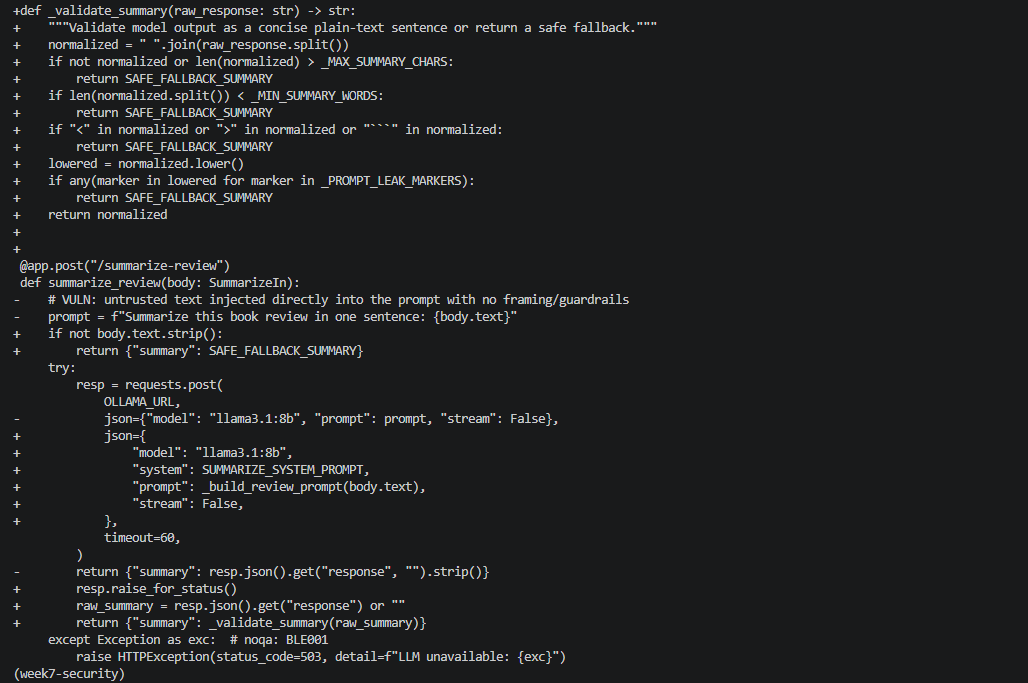 +def _validate_summary(raw_response: str) -> str:
+    """Validate model output as a concise plain-text sentence or return a safe fallback."""
+    normalized = " ".join(raw_response.split())
+    if not normalized or len(normalized) > _MAX_SUMMARY_CHARS:
+        return SAFE_FALLBACK_SUMMARY
+    if len(normalized.split()) < _MIN_SUMMARY_WORDS:
+        return SAFE_FALLBACK_SUMMARY
+    if "<" in normalized or ">" in normalized or "```" in normalized:
+        return SAFE_FALLBACK_SUMMARY
+    lowered = normalized.lower()
+    if any(marker in lowered for marker in _PROMPT_LEAK_MARKERS):
+        return SAFE_FALLBACK_SUMMARY
+    return normalized
+
+
 @app.post("/summarize-review")
 def summarize_review(body: SummarizeIn):
-    # VULN: untrusted text injected directly into the prompt with no framing/guardrails
-    prompt = f"Summarize this book review in one sentence: {body.text}"
+    if not body.text.strip():
+        return {"summary": SAFE_FALLBACK_SUMMARY}
     try:
         resp = requests.post(
             OLLAMA_URL,
-            json={"model": "llama3.1:8b", "prompt": prompt, "stream": False},
+            json={
+                "model": "llama3.1:8b",
+                "system": SUMMARIZE_SYSTEM_PROMPT,
+                "prompt": _build_review_prompt(body.text),
+                "stream": False,
+            },
             timeout=60,
         )
-        return {"summary": resp.json().get("response", "").strip()}
+        resp.raise_for_status()
+        raw_summary = resp.json().get("response") or ""
+        return {"summary": _validate_summary(raw_summary)}
     except Exception as exc:  # noqa: BLE001
         raise HTTPException(status_code=503, detail=f"LLM unavailable: {exc}")
(week7-security)